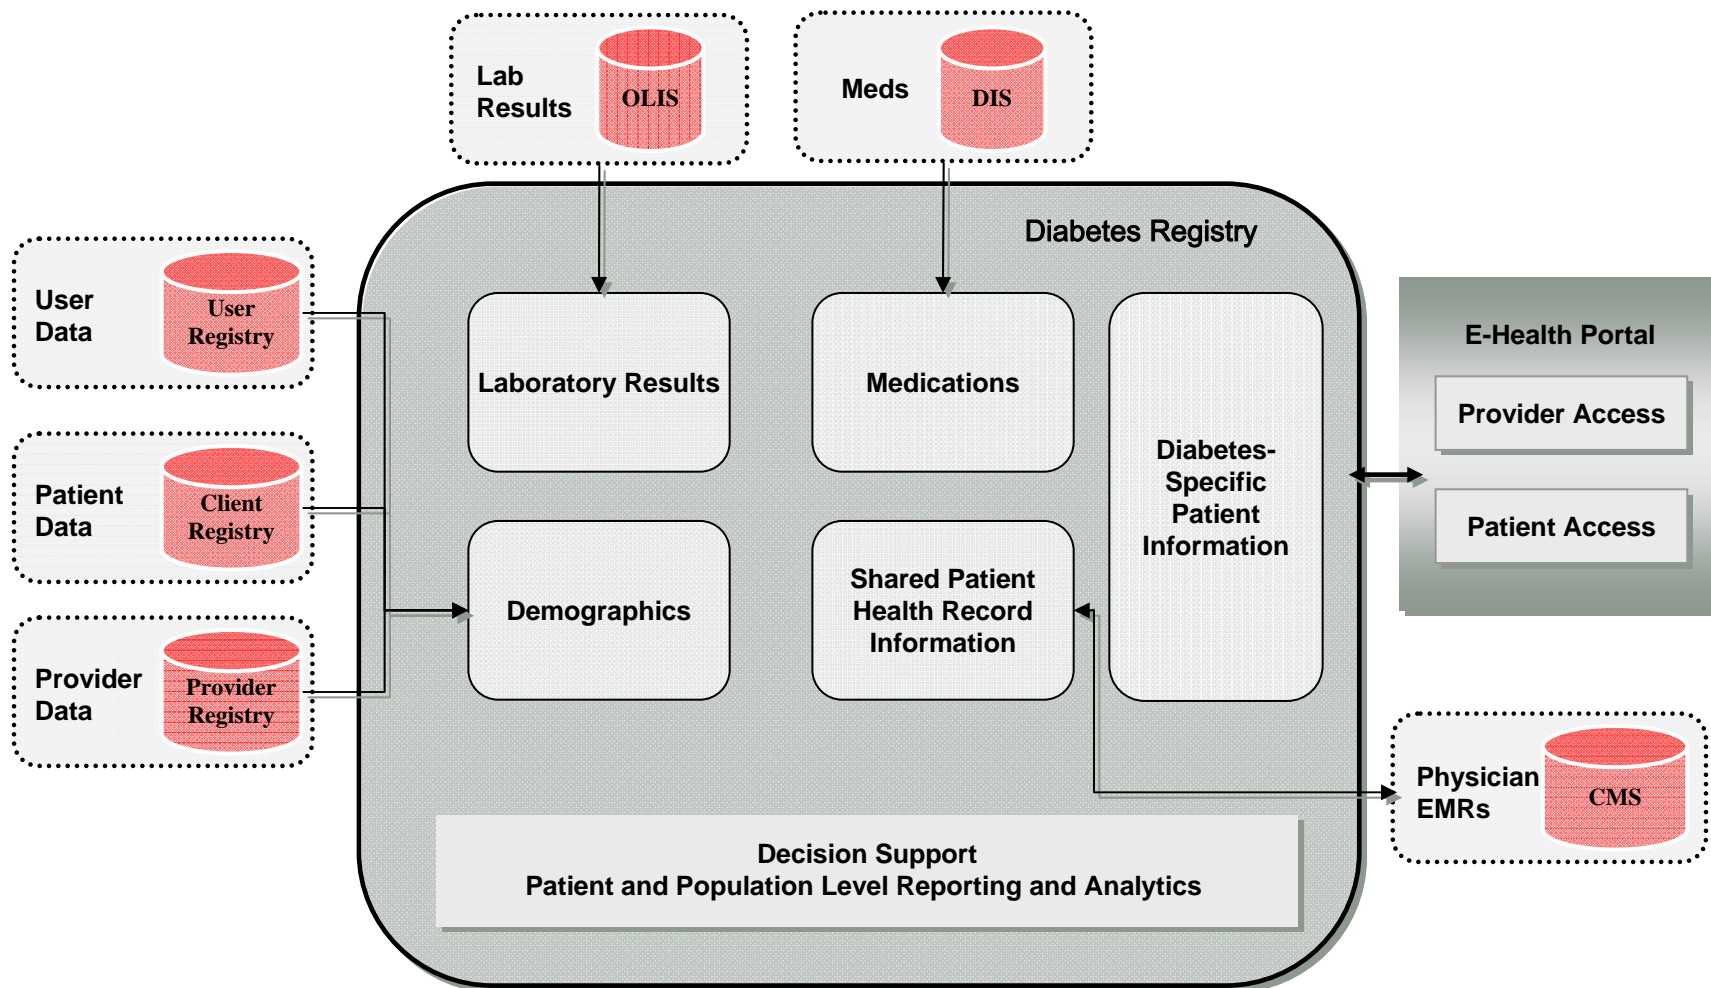 Lab
Results
OLIS
Meds
DIS
Diabetes Registry
User
Data
User
Registry
Patient
Data
Client
Registry
Provider
Data
Provider
Registry
Laboratory Results
Medications
Demographics
Shared Patient
Health Record
Information
Diabetes-
Specific
Patient
Information
E-Health Portal
Provider Access
Patient Access
Physician
EMRs
CMS
Decision Support
Patient and Population Level Reporting and Analytics